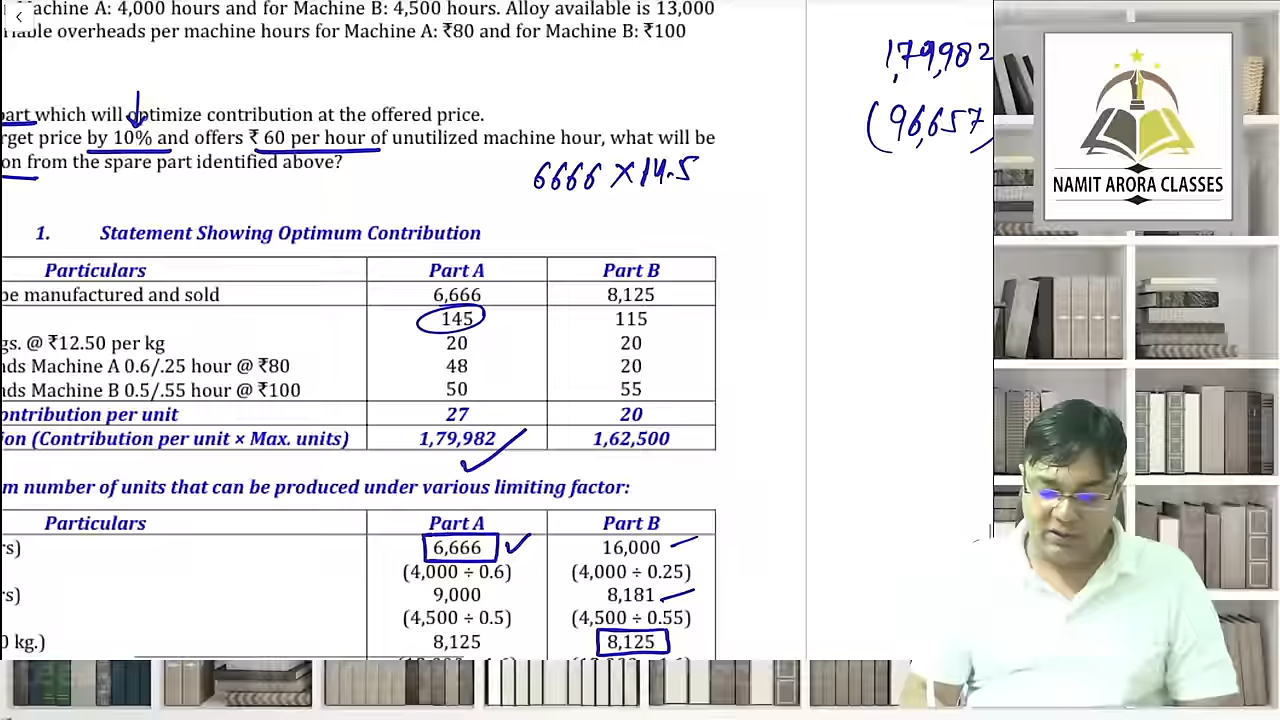 Machine A: 4,000 hours and for Machine B: 4,500 hours. Alloy available is 13,000
overheads per machine hours for Machine A: ₹80 and for Machine B: ₹100
1,79,982
part which will optimize contribution at the offered price.
(96,657)
rget price by 10% and offers ₹ 60 per hour of unutilized machine hour, what will be
on from the spare part identified above?
6666 × 14.5
NAMIT ARORA CLASSES
1. Statement Showing Optimum Contribution
Particulars Part A Part B
be manufactured and sold 6,666 8,125
145 115
gs. @ ₹12.50 per kg 20 20
ds Machine A 0.6/.25 hour @ ₹80 48 20
ds Machine B 0.5/.55 hour @ ₹100 50 55
ontribution per unit 27 20
ion (Contribution per unit × Max. units) 1,79,982 1,62,500
m number of units that can be produced under various limiting factor:
Particulars Part A Part B
rs) 6,666 16,000
(4,000 ÷ 0.6) (4,000 ÷ 0.25)
rs) 9,000 8,181
(4,500 ÷ 0.5) (4,500 ÷ 0.55)
0 kg.) 8,125 8,125